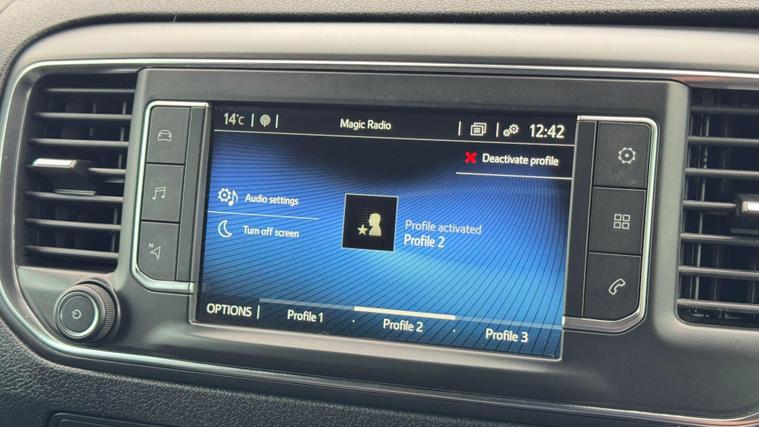 14°c
Magic Radio
12:42
Deactivate profile
Audio settings
Turn off screen
Profile activated
Profile 2
OPTIONS
Profile 1
Profile 2
Profile 3
N